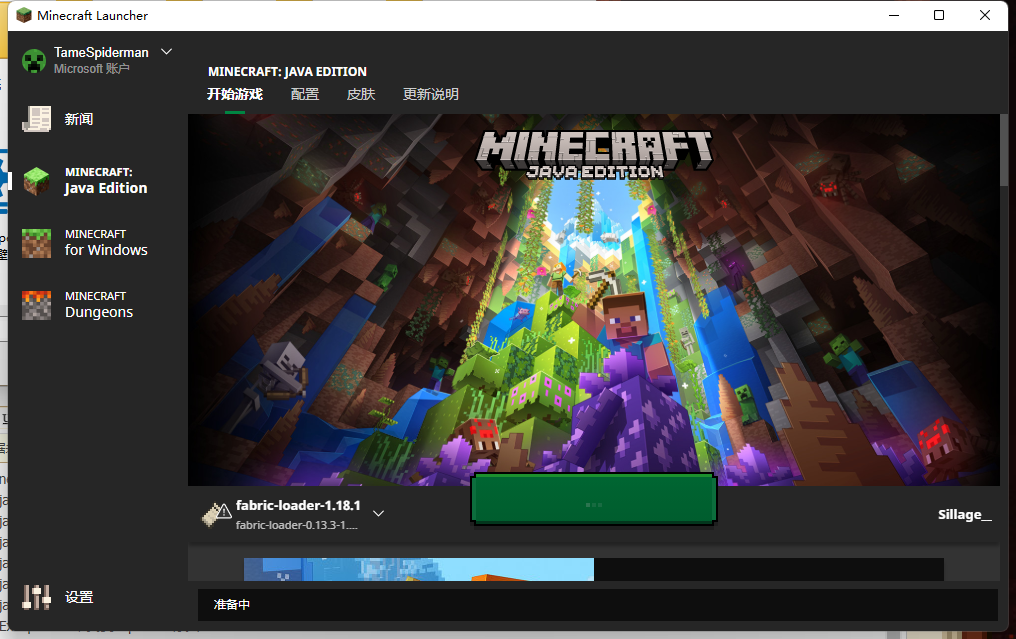 Minecraft Launcher
TameSpiderman
Microsoft 账户
新闻
MINECRAFT:
Java Edition
MINECRAFT
for Windows
MINECRAFT
Dungeons
设置
MINECRAFT: JAVA EDITION
开始游戏 配置 皮肤 更新说明
MINECRAFT
JAVA EDITION
fabric-loader-1.18.1
fabric-loader-0.13.3-1....
...
Sillage__
准备中